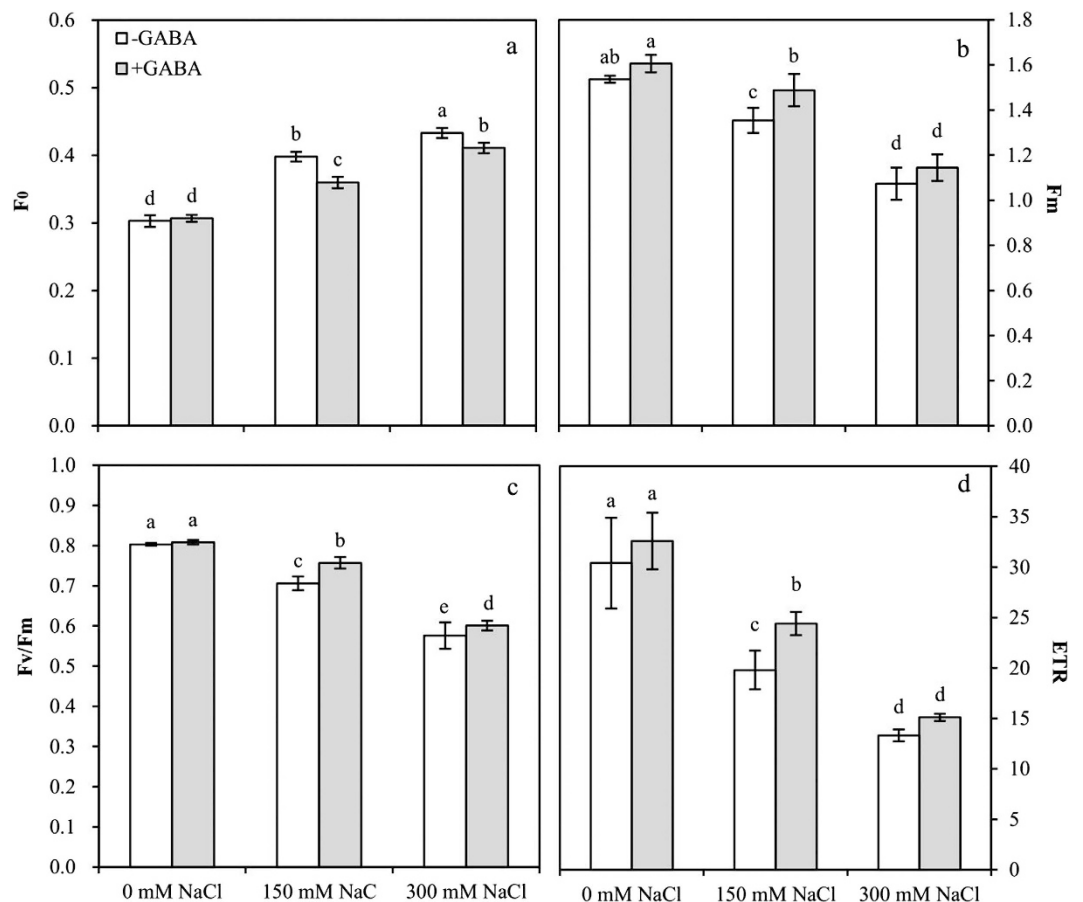 0.6
0.5
0.4
0.3
0.2
0.1
0.0
F0
-GABA
+GABA
a
d
d
b
c
a
b
b
ab
a
c
b
d
d
1.8
1.6
1.4
1.2
1.0
0.8
0.6
0.4
0.2
0.0
Fm
1.0
0.9
0.8
0.7
0.6
0.5
0.4
0.3
0.2
0.1
0.0
Fv/Fm
c
a
a
c
b
e
d
0 mM NaCl
150 mM NaC
300 mM NaCl
d
a
a
c
b
d
d
40
35
30
25
20
15
10
5
0
ETR
0 mM NaCl
150 mM NaCl
300 mM NaCl